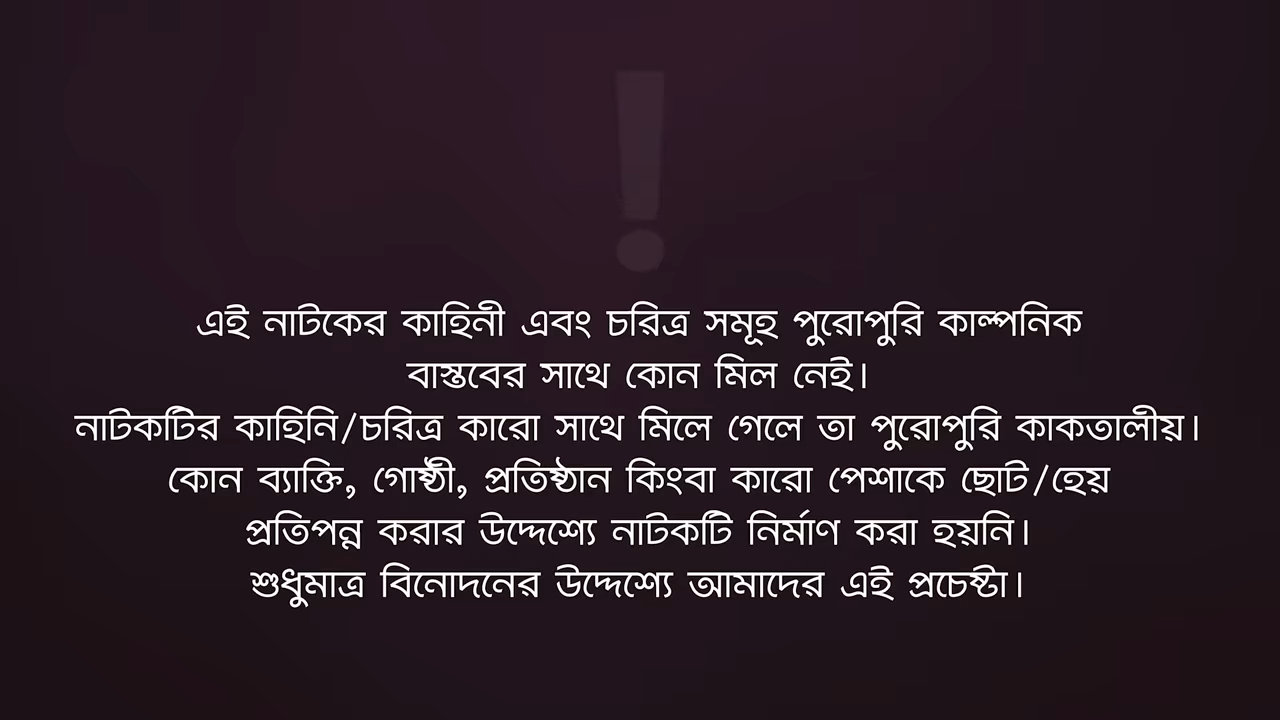 এই নাটকের কাহিনী এবং চরিত্র সমূহ পুরোপুরি কাল্পনিক
বাস্তবের সাথে কোন মিল নেই।
নাটকটির কাহিনি/চরিত্র কারো সাথে মিলে গেলে তা পুরোপুরি কাকতালীয়।
কোন ব্যাক্তি, গোষ্ঠী, প্রতিষ্ঠান কিংবা কারো পেশাকে ছোট/হেয়
প্রতিপন্ন করার উদ্দেশ্যে নাটকটি নির্মাণ করা হয়নি।
শুধুমাত্র বিনোদনের উদ্দেশ্যে আমাদের এই প্রচেষ্টা।